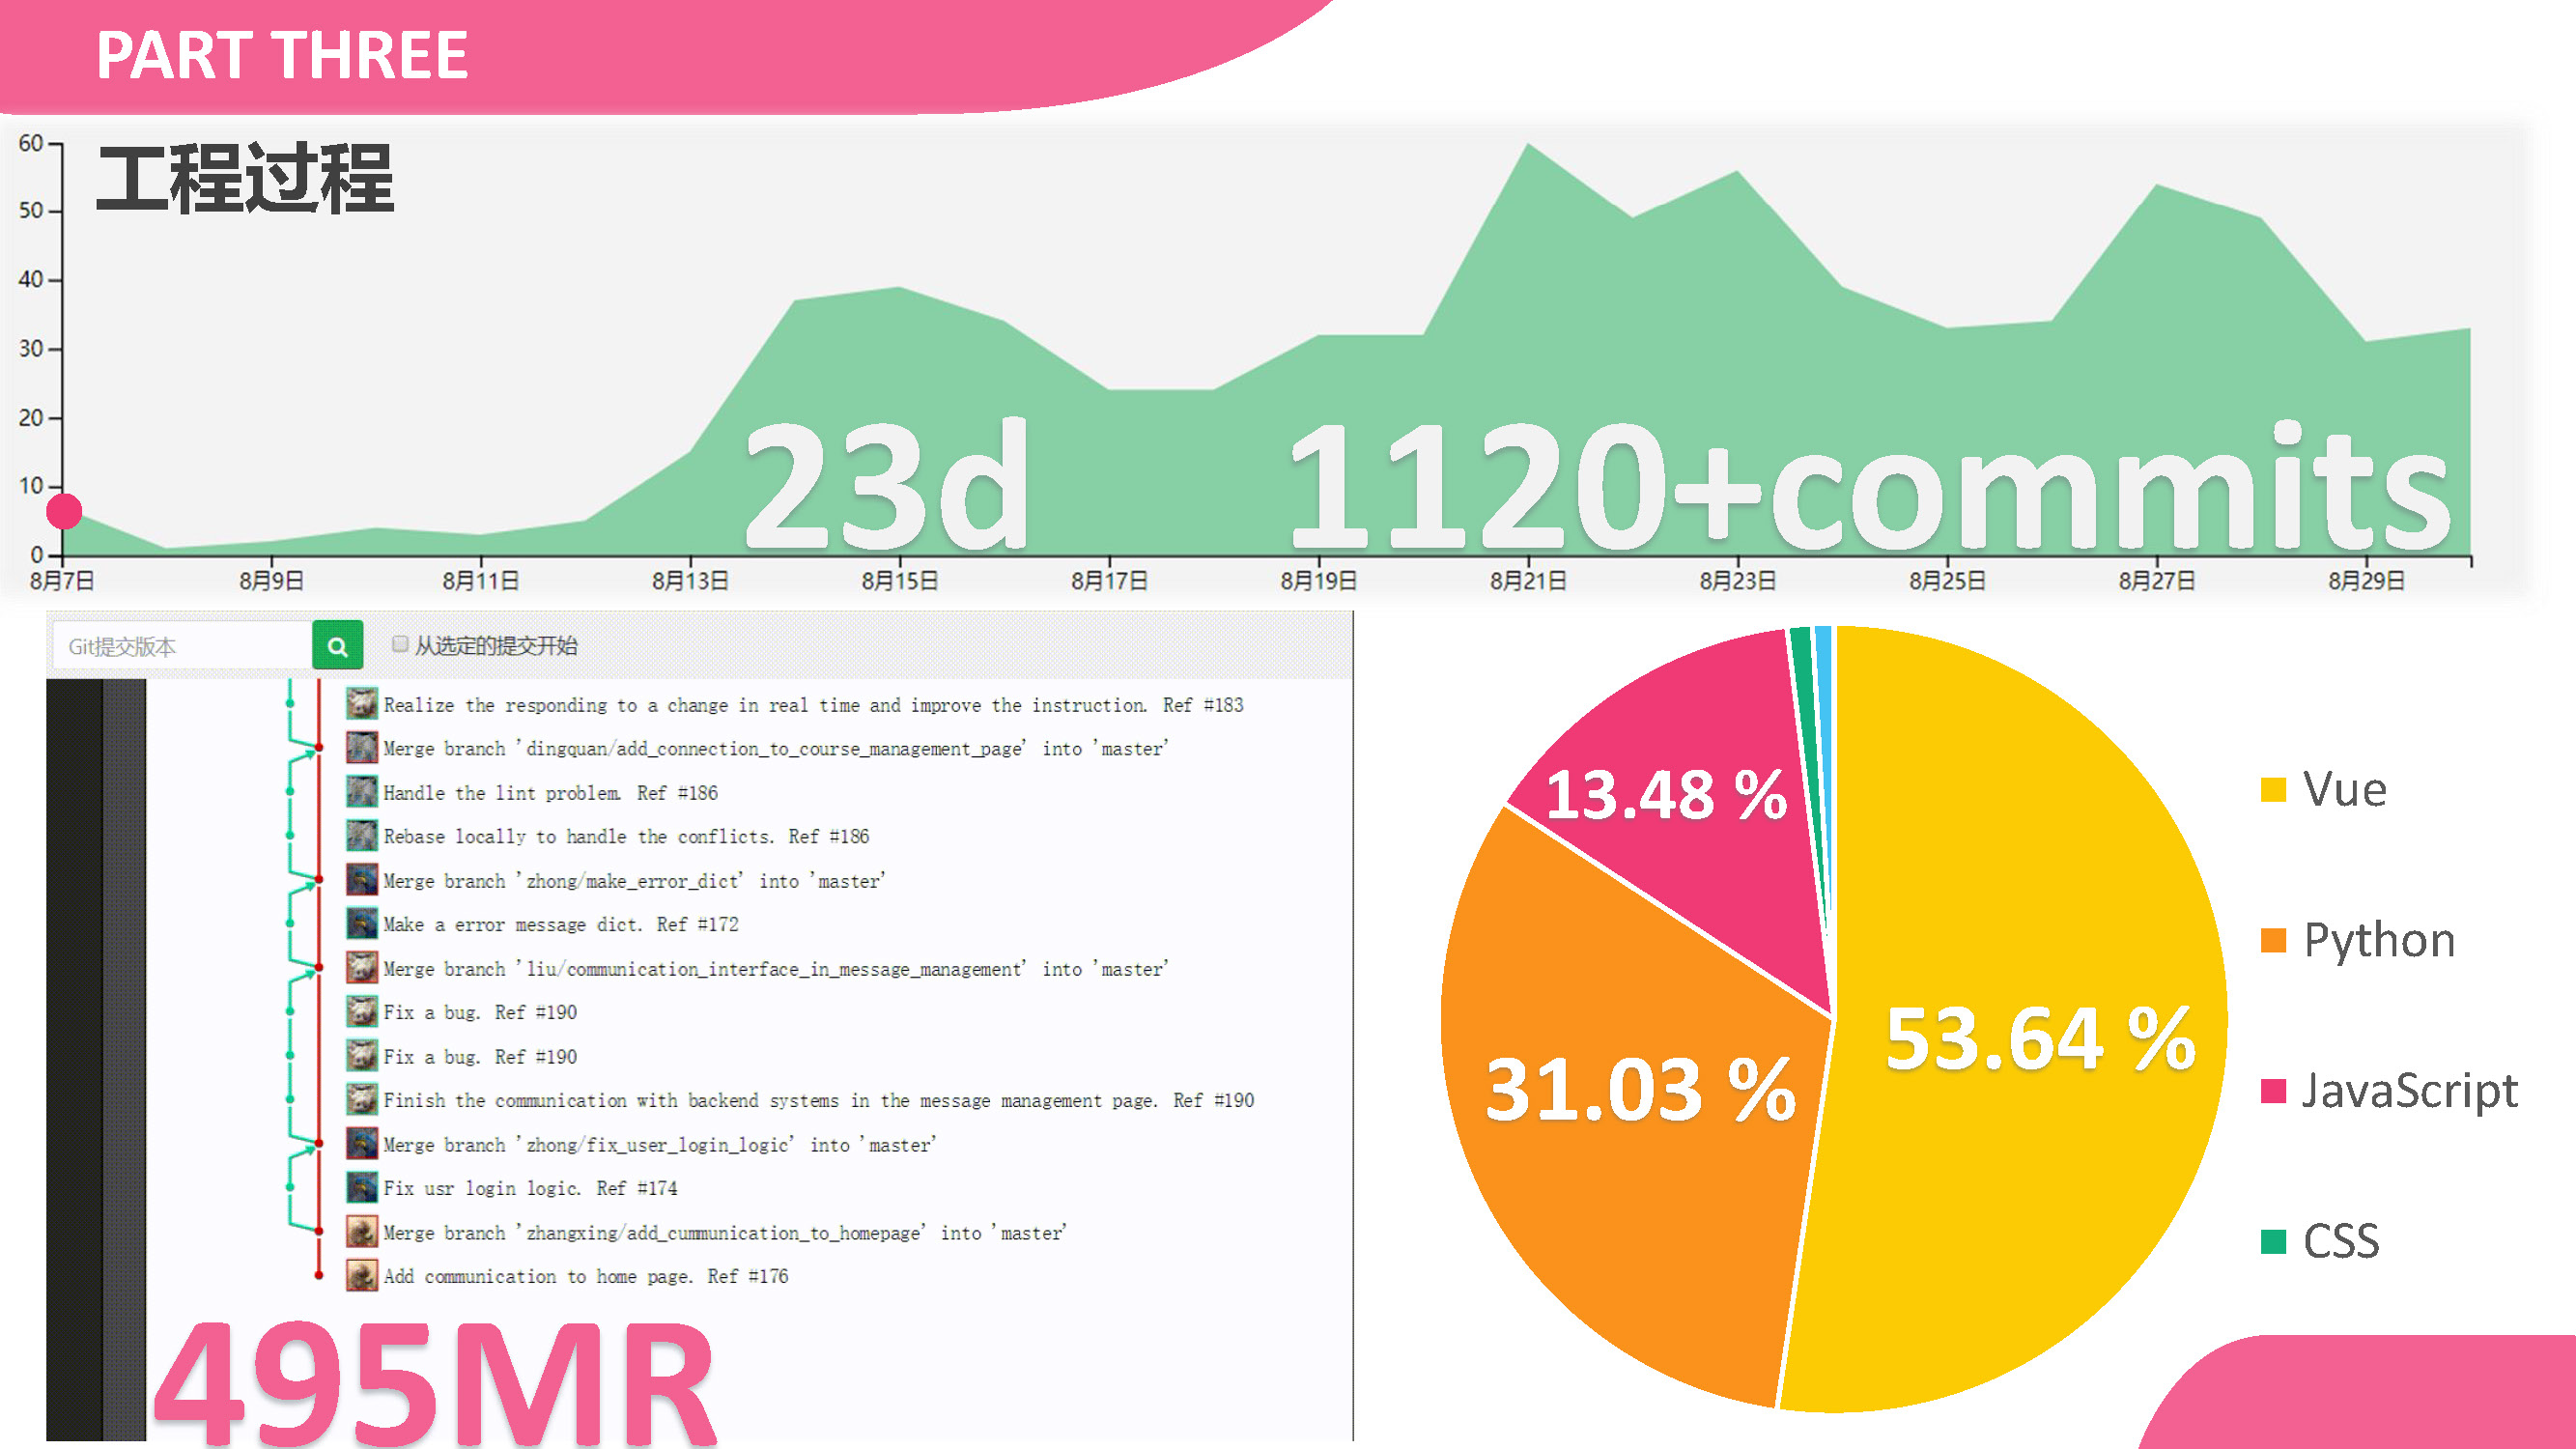 PART THREE
工程过程
60
50
40
30
20
10
0
23d
1120+commits
8月7日 8月9日 8月11日 8月13日 8月15日 8月17日 8月19日 8月21日 8月23日 8月25日 8月27日 8月29日
Git提交版本
从选定的提交开始
Realize the responding to a change in real time and improve the instruction. Ref #183
Merge branch 'dingquan/add_connection_to_course_management_page' into 'master'
Handle the lint problem. Ref #186
Rebase locally to handle the conflicts. Ref #186
Merge branch 'zhong/make_error_dict' into 'master'
Make a error message dict. Ref #172
Merge branch 'liu/communication_interface_in_message_management' into 'master'
Fix a bug. Ref #190
Fix a bug. Ref #190
Finish the communication with backend systems in the message management page. Ref #190
Merge branch 'zhong/fix_user_login_logic' into 'master'
Fix usr login logic. Ref #174
Merge branch 'zhangxing/add_cummunication_to_homepage' into 'master'
Add communication to home page. Ref #176
495MR
13.48 %
53.64 %
31.03 %
Vue
Python
JavaScript
CSS